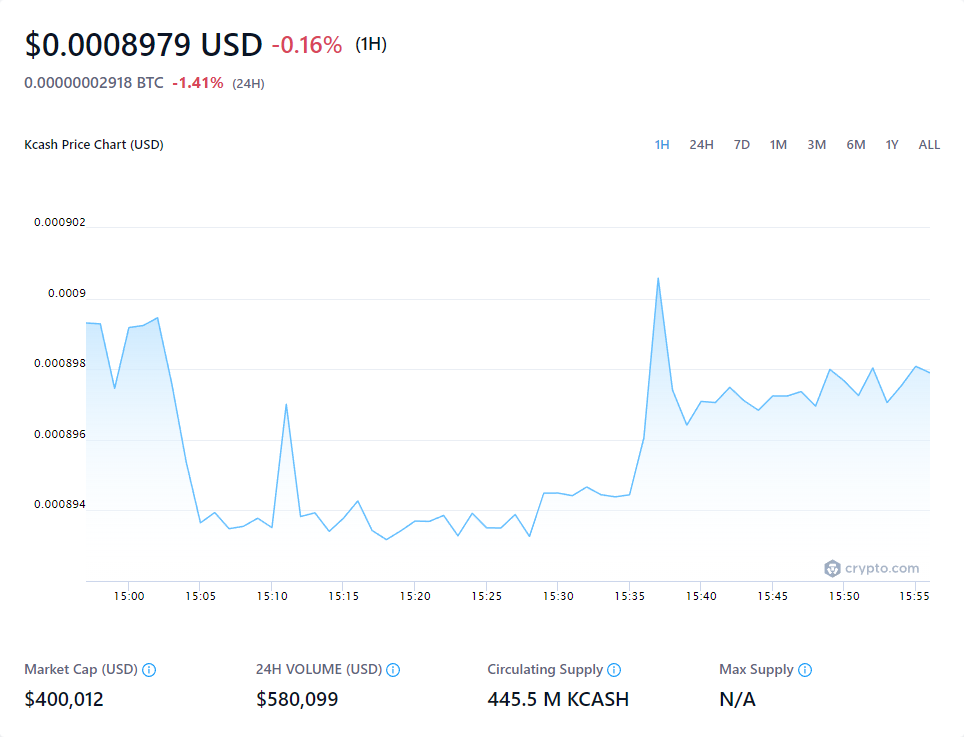 $0.0008979 USD -0.16% (1H)
0.00000002918 BTC -1.41% (24H)
Kcash Price Chart (USD)
1H 24H 7D 1M 3M 6M 1Y ALL
0.000902
0.0009
0.000898
0.000896
0.000894
crypto.com
15:00 15:05 15:10 15:15 15:20 15:25 15:30 15:35 15:40 15:45 15:50 15:55
Market Cap (USD) 24H VOLUME (USD) Circulating Supply Max Supply
$400,012 $580,099 445.5 M KCASH N/A